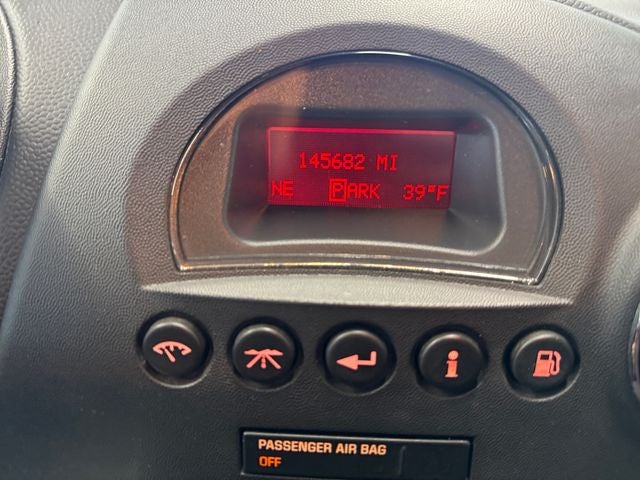 145682 MI
NE PARK 39°F
PASSENGER AIR BAG
OFF